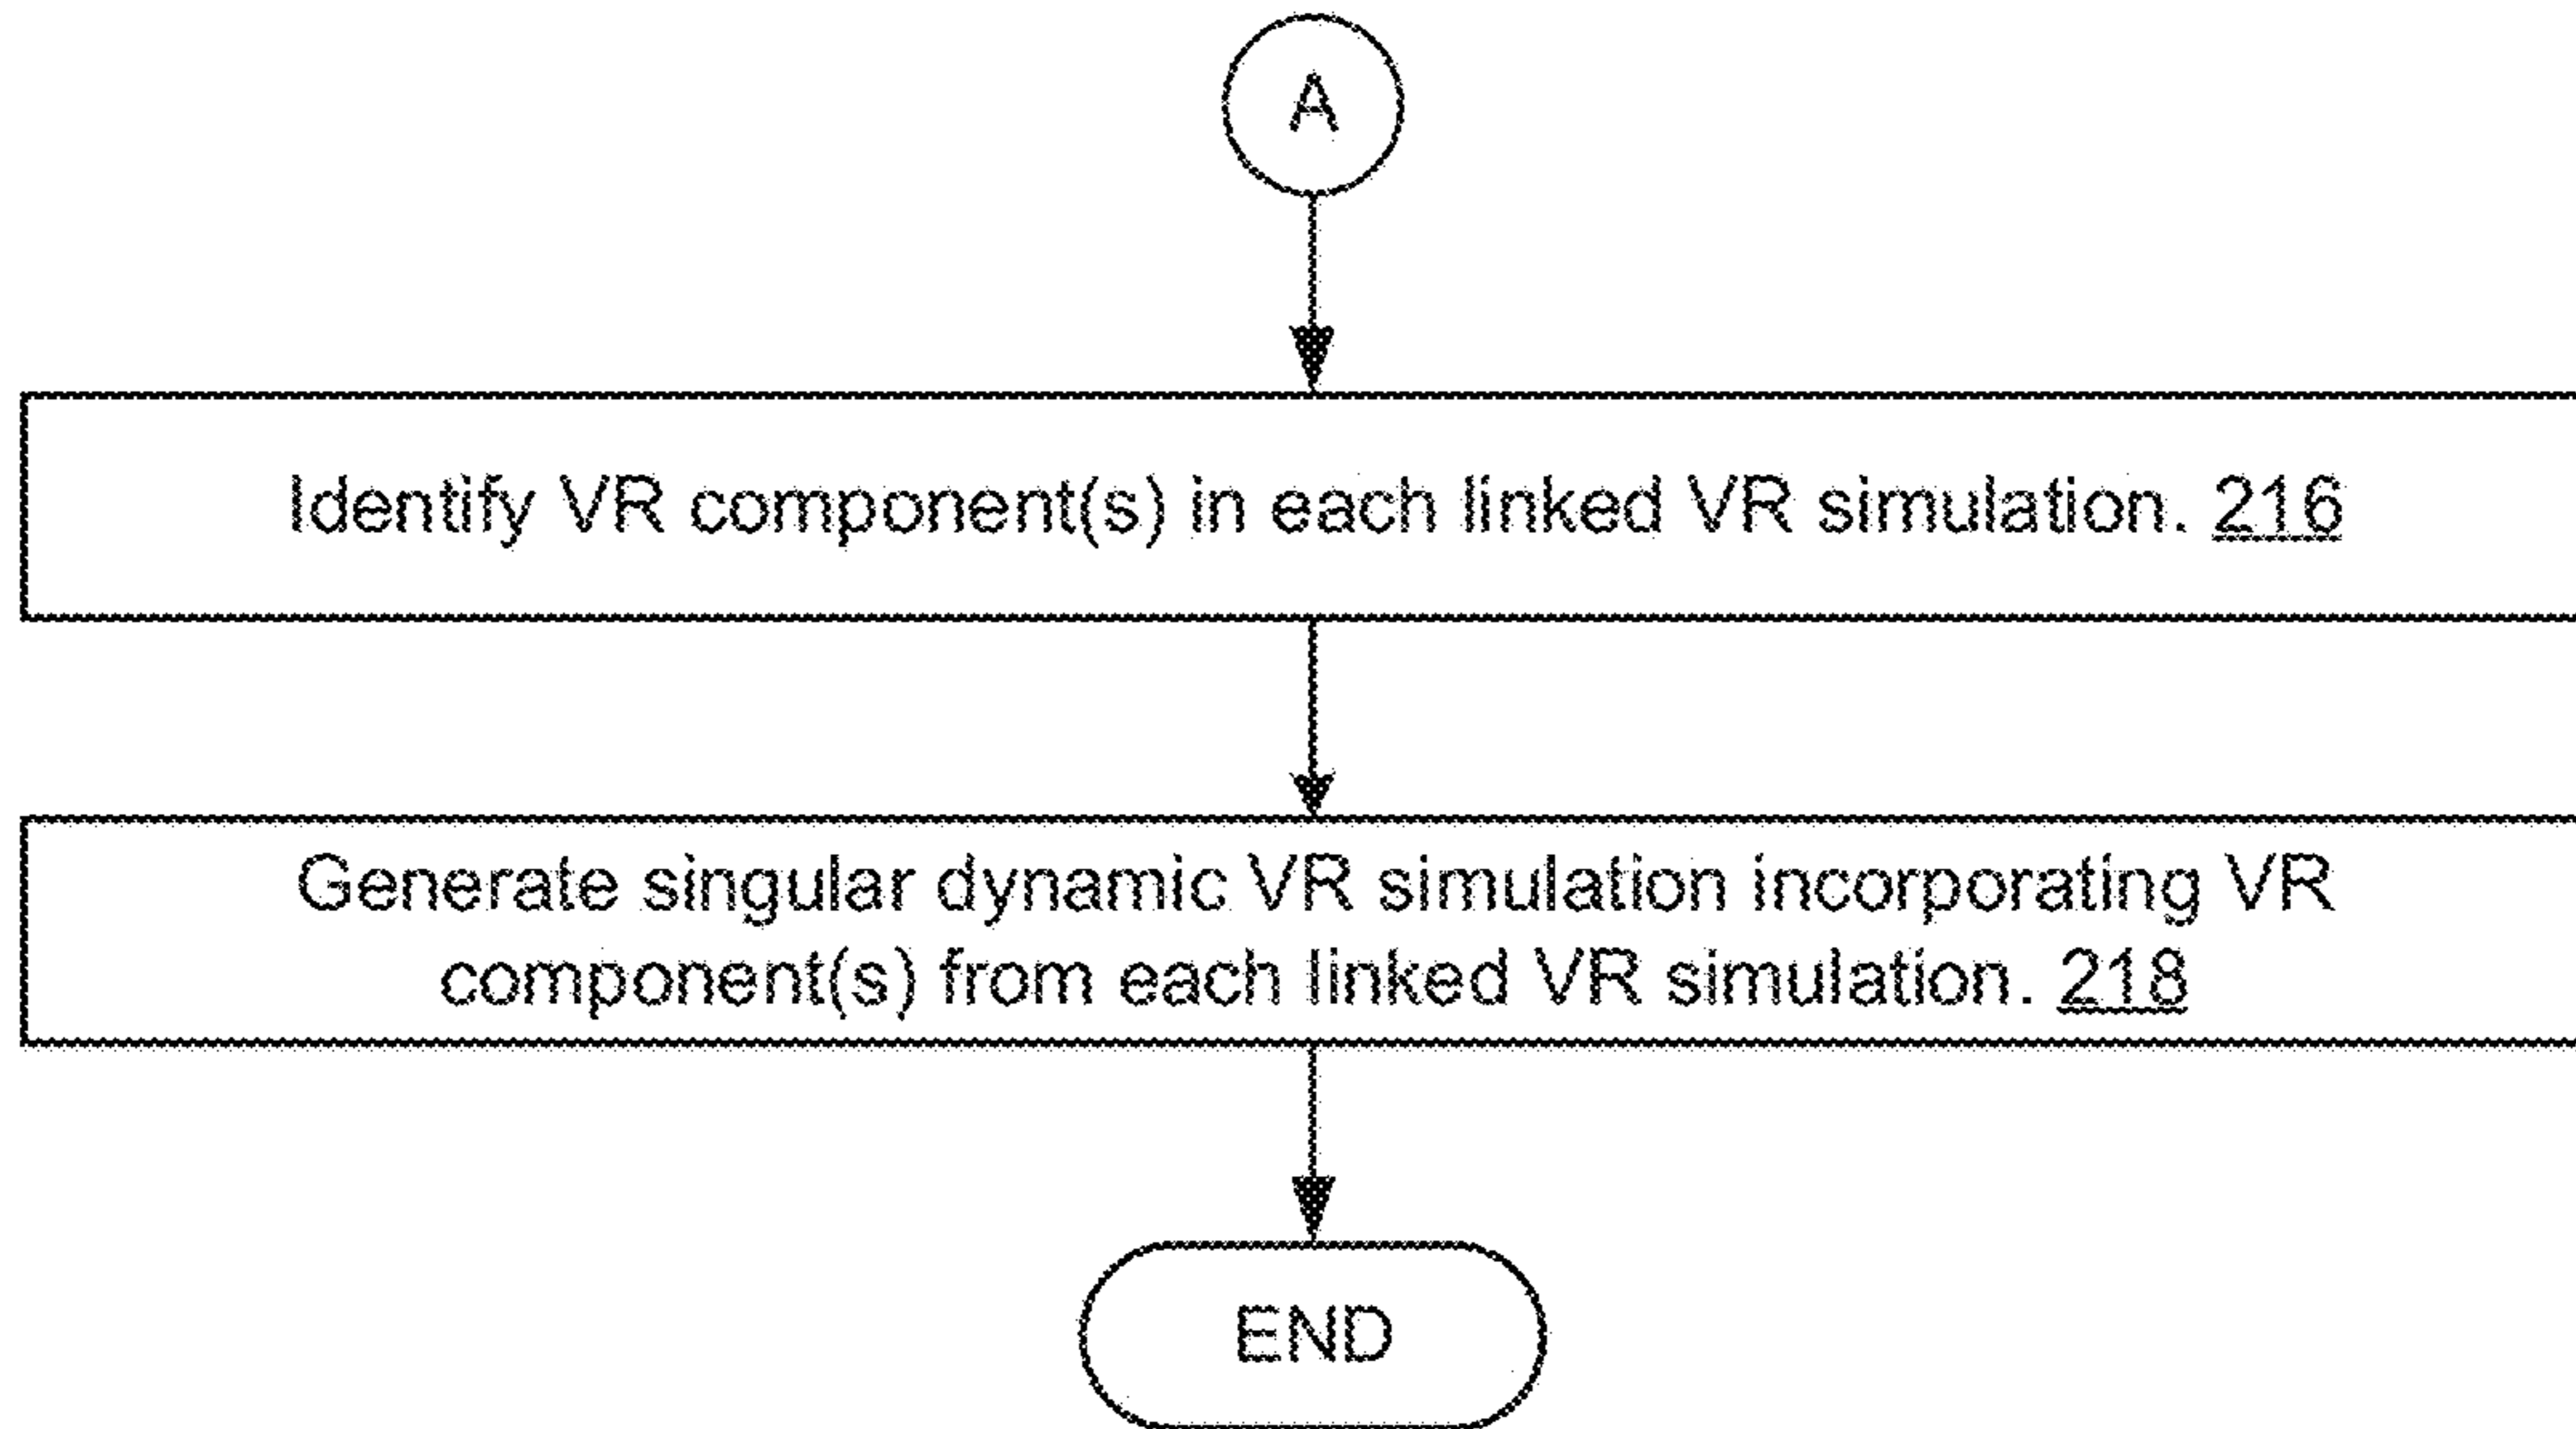 A
Identify VR component(s) in each linked VR simulation. 216
Generate singular dynamic VR simulation incorporating VR
component(s) from each linked VR simulation. 218
END